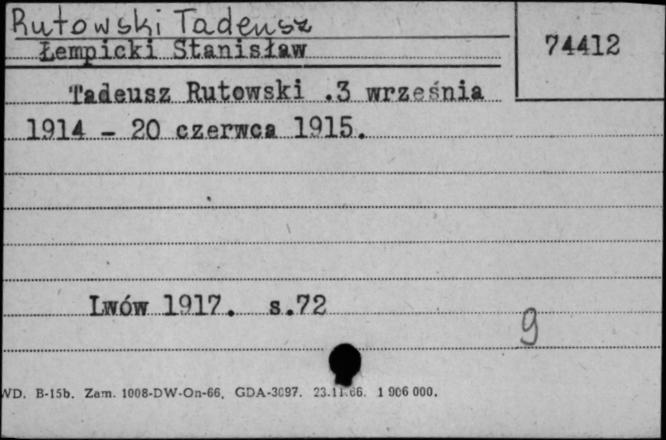 Rutowski Tadeusz
Łempicki Stanisław
74412
Tadeusz Rutowski .3 września
1914 - 20 czerwca 1915.
Lwów 1917. s.72
9
WD. B-15b. Zam. 1008-DW-On-66. GDA-3097. 23.11.66. 1 906 000.